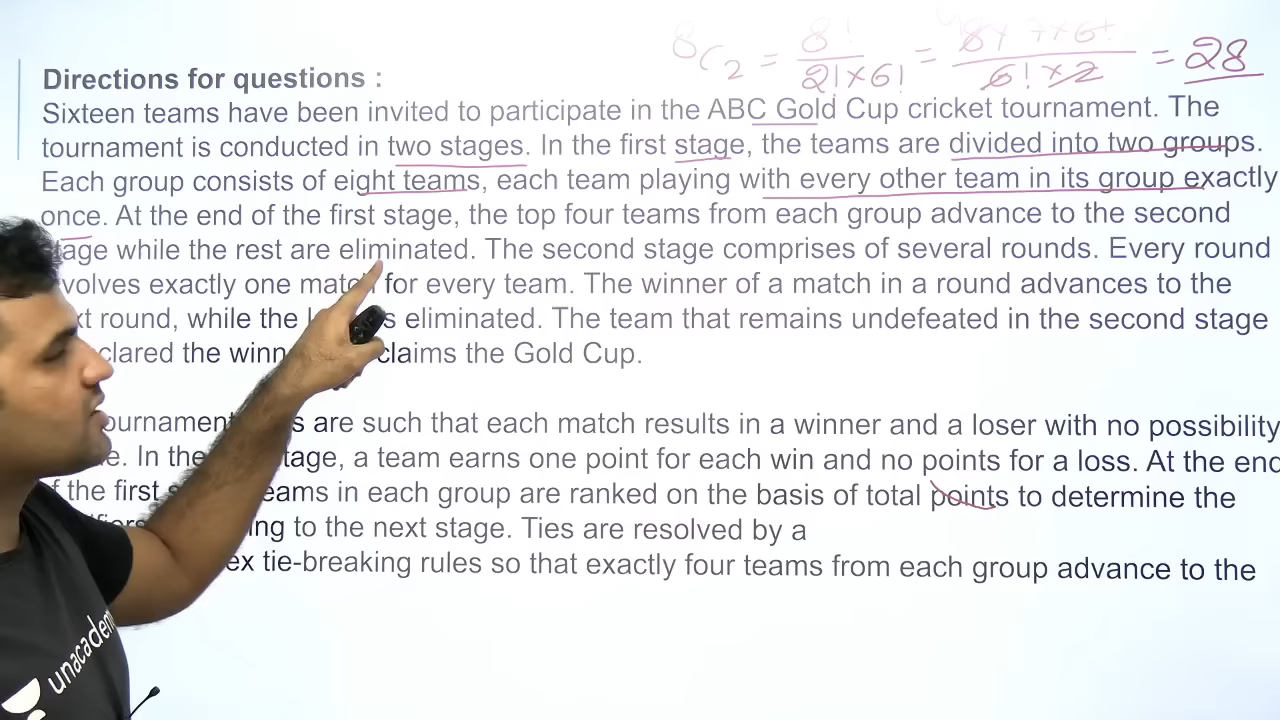 8C2 = 8! / 2!×6! = 8×7×6! / 6!×2 = 28
Directions for questions :
Sixteen teams have been invited to participate in the ABC Gold Cup cricket tournament. The
tournament is conducted in two stages. In the first stage, the teams are divided into two groups.
Each group consists of eight teams, each team playing with every other team in its group exactly
once. At the end of the first stage, the top four teams from each group advance to the second
tage while the rest are eliminated. The second stage comprises of several rounds. Every round
volves exactly one match for every team. The winner of a match in a round advances to the
xt round, while the l s eliminated. The team that remains undefeated in the second stage
clared the winn claims the Gold Cup.
ournament s are such that each match results in a winner and a loser with no possibility
e. In the tage, a team earns one point for each win and no points for a loss. At the end
f the first s eams in each group are ranked on the basis of total points to determine the
ing to the next stage. Ties are resolved by a
ex tie-breaking rules so that exactly four teams from each group advance to the
unacadem